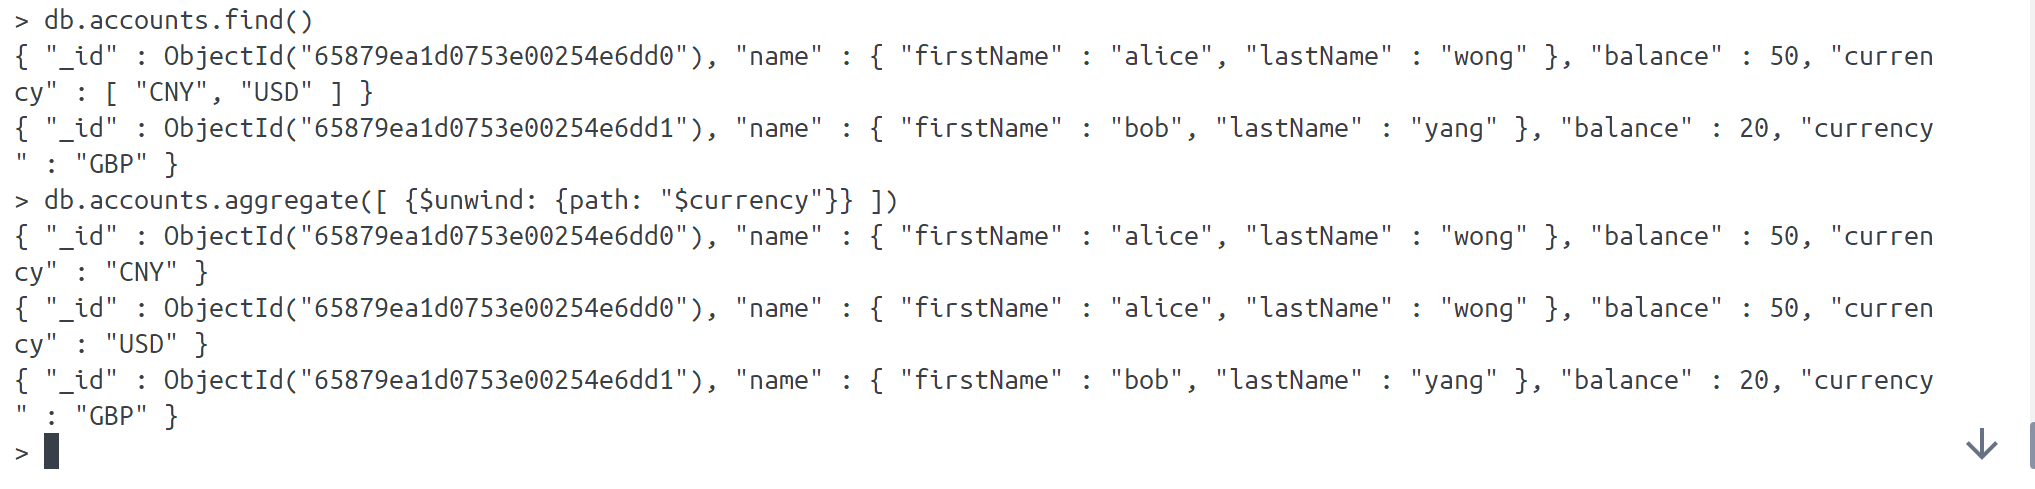 > db.accounts.find()
{ "_id" : ObjectId("65879ea1d0753e00254e6dd0"), "name" : { "firstName" : "alice", "lastName" : "wong" }, "balance" : 50, "curren
cy" : [ "CNY", "USD" ] }
{ "_id" : ObjectId("65879ea1d0753e00254e6dd1"), "name" : { "firstName" : "bob", "lastName" : "yang" }, "balance" : 20, "currency
" : "GBP" }
> db.accounts.aggregate([ {$unwind: {path: "$currency"}} ])
{ "_id" : ObjectId("65879ea1d0753e00254e6dd0"), "name" : { "firstName" : "alice", "lastName" : "wong" }, "balance" : 50, "curren
cy" : "CNY" }
{ "_id" : ObjectId("65879ea1d0753e00254e6dd0"), "name" : { "firstName" : "alice", "lastName" : "wong" }, "balance" : 50, "curren
cy" : "USD" }
{ "_id" : ObjectId("65879ea1d0753e00254e6dd1"), "name" : { "firstName" : "bob", "lastName" : "yang" }, "balance" : 20, "currency
" : "GBP" }
>